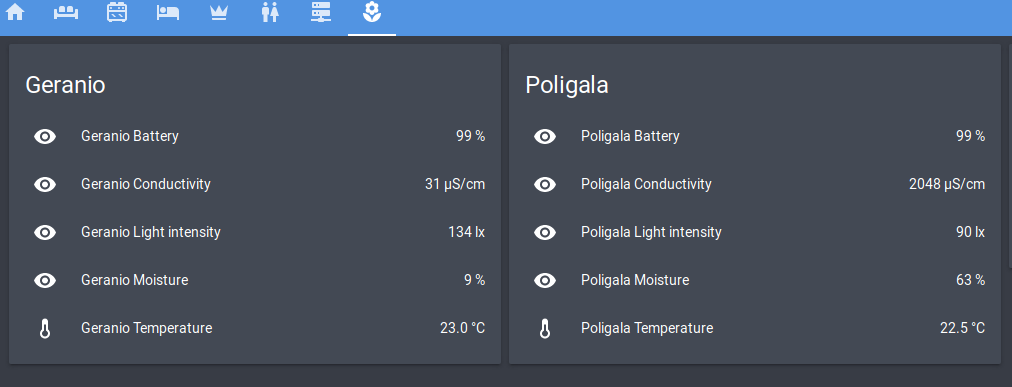 Geranio
Geranio Battery 99 %
Geranio Conductivity 31 µS/cm
Geranio Light intensity 134 lx
Geranio Moisture 9 %
Geranio Temperature 23.0 °C
Poligala
Poligala Battery 99 %
Poligala Conductivity 2048 µS/cm
Poligala Light intensity 90 lx
Poligala Moisture 63 %
Poligala Temperature 22.5 °C